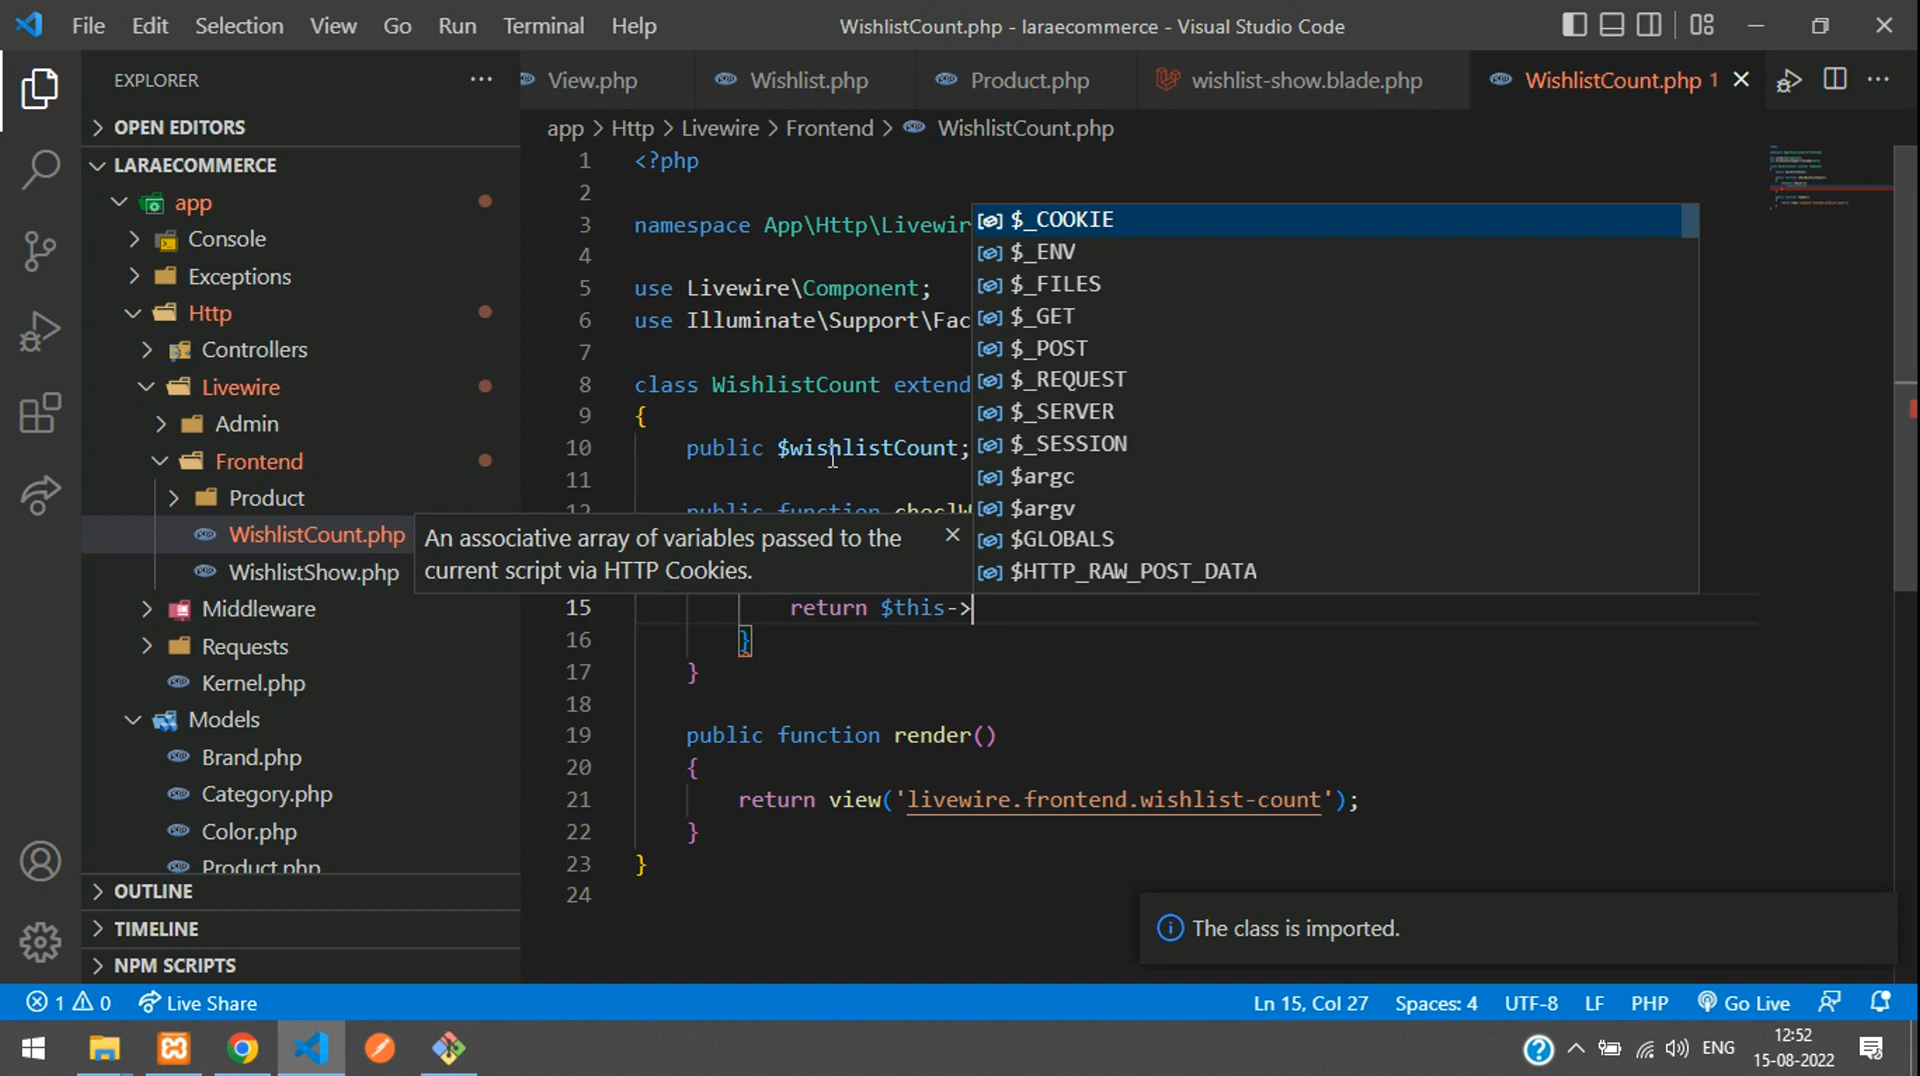 File Edit Selection View Go Run Terminal Help WishlistCount.php - laraecommerce - Visual Studio Code
EXPLORER
OPEN EDITORS
LARAECOMMERCE
app
Console
Exceptions
Http
Controllers
Livewire
Admin
Frontend
Product
WishlistCount.php
WishlistShow.php
Middleware
Requests
Kernel.php
Models
Brand.php
Category.php
Color.php
Product.php
OUTLINE
TIMELINE
NPM SCRIPTS
View.php Wishlist.php Product.php wishlist-show.blade.php WishlistCount.php 1
app > Http > Livewire > Frontend > WishlistCount.php
1 <?php
2
3 namespace App\Http\Livewir
4
5 use Livewire\Component;
6 use Illuminate\Support\Fac
7
8 class WishlistCount extend
9 {
10 public $wishlistCount;
11
12 public function checlW
An associative array of variables passed to the
current script via HTTP Cookies.
$_COOKIE
$_ENV
$_FILES
$_GET
$_POST
$_REQUEST
$_SERVER
$_SESSION
$argc
$argv
$GLOBALS
$HTTP_RAW_POST_DATA
15 return $this->
16 }
17 }
18
19 public function render()
20 {
21 return view('livewire.frontend.wishlist-count');
22 }
23 }
24
The class is imported.
1 0 Live Share Ln 15, Col 27 Spaces: 4 UTF-8 LF PHP Go Live
ENG 12:52
15-08-2022